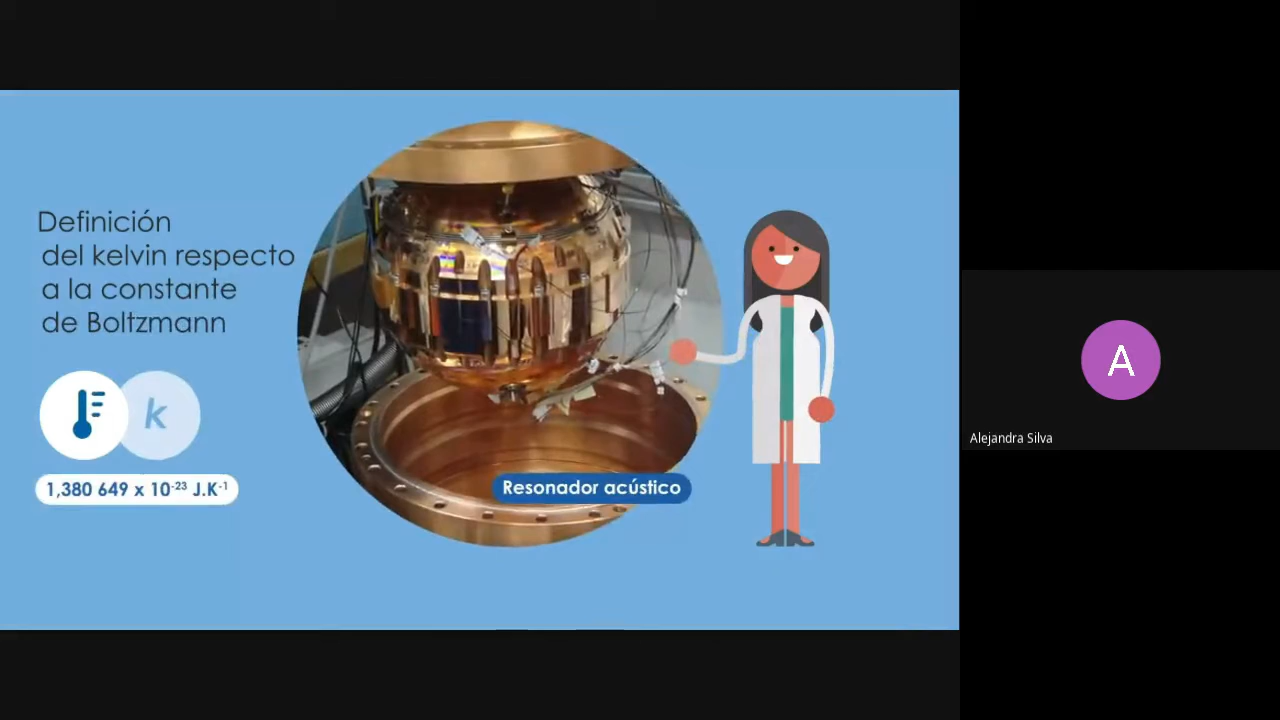 Definición
del kelvin respecto
a la constante
de Boltzmann
k
1,380 649 x 10⁻²³ J.K⁻¹
Resonador acústico
A
Alejandra Silva